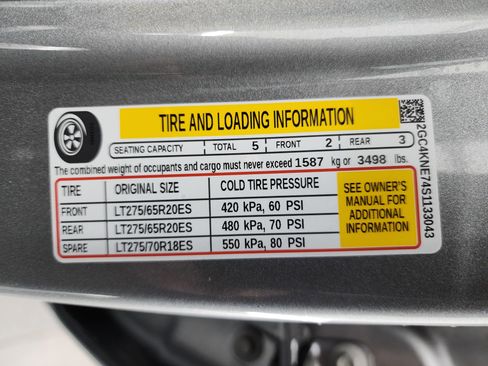 TIRE AND LOADING INFORMATION
SEATING CAPACITY TOTAL 5 FRONT 2 REAR 3
The combined weight of occupants and cargo must never exceed 1587 kg or 3498 lbs.
TIRE ORIGINAL SIZE COLD TIRE PRESSURE
FRONT LT275/65R20ES 420 kPa, 60 PSI
REAR LT275/65R20ES 480 kPa, 70 PSI
SPARE LT275/70R18ES 550 kPa, 80 PSI
SEE OWNER'S
MANUAL FOR
ADDITIONAL
INFORMATION
2GC4KNE74S1133043